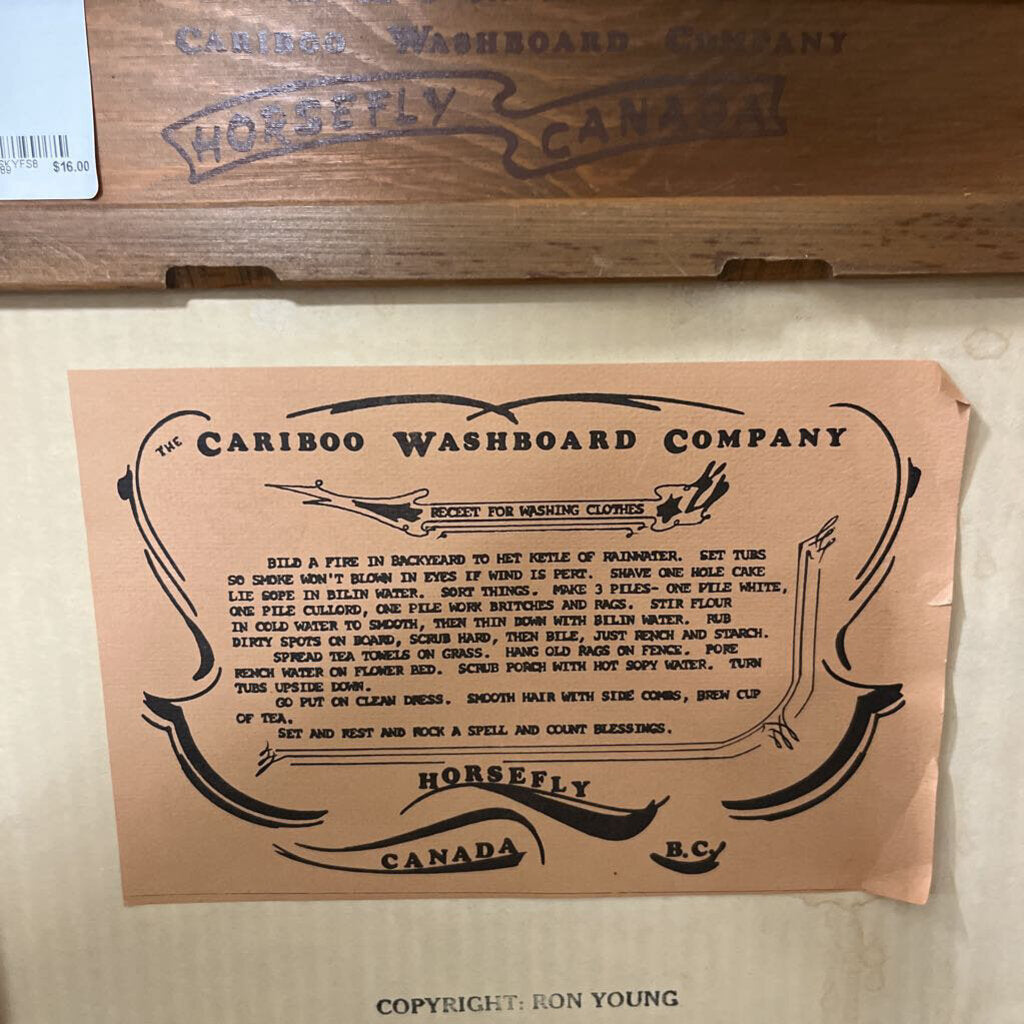 CARIBOO WASHBOARD COMPANY
HORSEFLY CANADA
SKYFS8
89 $16.00
THE CARIBOO WASHBOARD COMPANY
RECEET FOR WASHING CLOTHES
BILD A FIRE IN BACKYEARD TO HET KETLE OF RAINWATER. SET TUBS
SO SMOKE WON'T BLOWN IN EYES IF WIND IS PERT. SHAVE ONE HOLE CAKE
LIE SOPE IN BILIN WATER. SORT THINGS. MAKE 3 PILES- ONE PILE WHITE,
ONE PILE CULLORD, ONE PILE WORK BRITCHES AND RAGS. STIR FLOUR
IN COLD WATER TO SMOOTH, THEN THIN DOWN WITH BILIN WATER. RUB
DIRTY SPOTS ON BOARD, SCRUB HARD, THEN BILE, JUST RENCH AND STARCH.
SPREAD TEA TOWELS ON GRASS. HANG OLD RAGS ON FENCE. PORE
RENCH WATER ON FLOWER BED. SCRUB PORCH WITH HOT SOPY WATER. TURN
TUBS UPSIDE DOWN.
GO PUT ON CLEAN DRESS. SMOOTH HAIR WITH SIDE COMBS, BREW CUP
OF TEA.
SET AND REST AND ROCK A SPELL AND COUNT BLESSINGS.
HORSEFLY
CANADA B.C.
COPYRIGHT: RON YOUNG